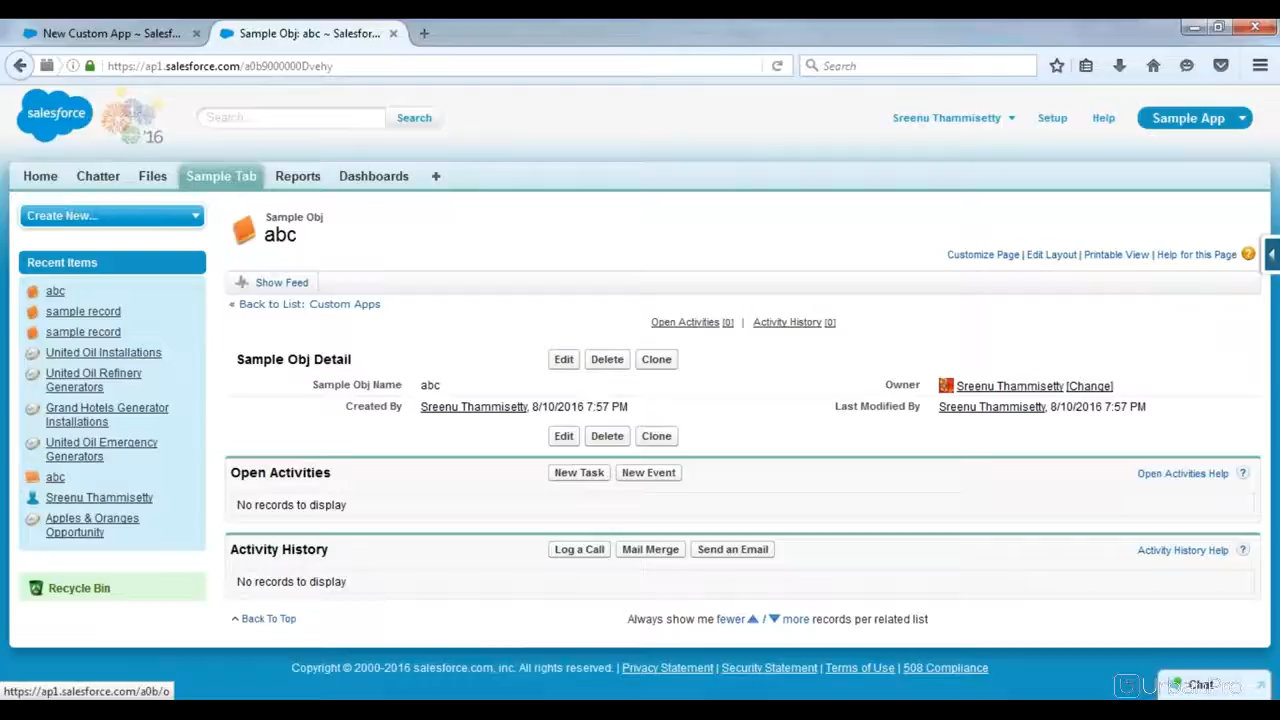 New Custom App ~ Salesf...
Sample Obj: abc ~ Salesfor...
https://ap1.salesforce.com/a0b9000000Dvehy
Search
salesforce
'16
Search...
Search
Sreenu Thammisetty
Setup
Help
Sample App
Home
Chatter
Files
Sample Tab
Reports
Dashboards
+
Create New...
Recent Items
abc
sample record
sample record
United Oil Installations
United Oil Refinery
Generators
Grand Hotels Generator
Installations
United Oil Emergency
Generators
abc
Sreenu Thammisetty
Apples & Oranges
Opportunity
Recycle Bin
Sample Obj
abc
Customize Page | Edit Layout | Printable View | Help for this Page ?
Show Feed
« Back to List: Custom Apps
Open Activities [0] | Activity History [0]
Sample Obj Detail
Edit Delete Clone
Sample Obj Name abc
Owner Sreenu Thammisetty [Change]
Created By Sreenu Thammisetty, 8/10/2016 7:57 PM
Last Modified By Sreenu Thammisetty, 8/10/2016 7:57 PM
Edit Delete Clone
Open Activities
New Task New Event
Open Activities Help ?
No records to display
Activity History
Log a Call Mail Merge Send an Email
Activity History Help ?
No records to display
Back To Top
Always show me fewer / more records per related list
Copyright © 2000-2016 salesforce.com, inc. All rights reserved. | Privacy Statement | Security Statement | Terms of Use | 508 Compliance
https://ap1.salesforce.com/a0b/o
Chat
UrbanPro